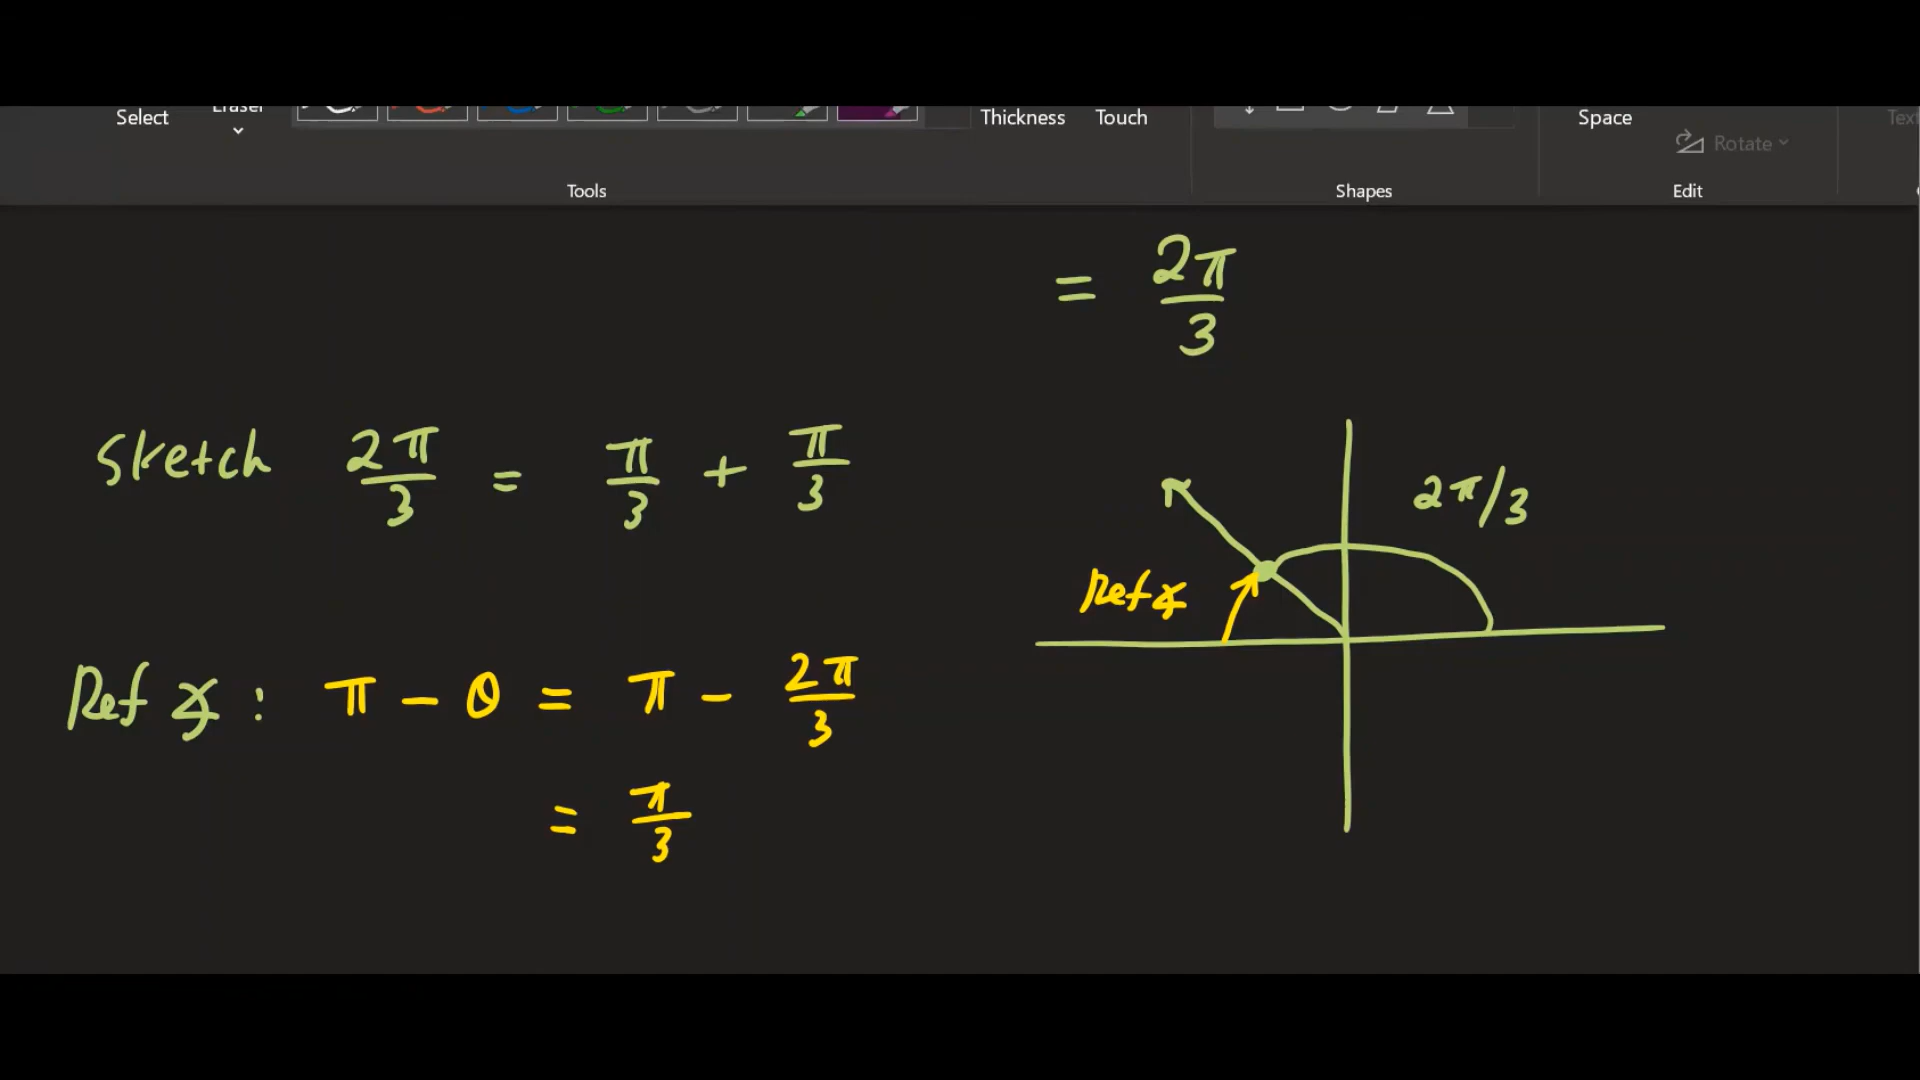 Select Eraser Thickness Touch Space
Rotate
Tools Shapes Edit
= 2π/3
Sketch 2π/3 = π/3 + π/3
2π/3
Ref ∡
Ref ∡ : π - θ = π - 2π/3
= π/3